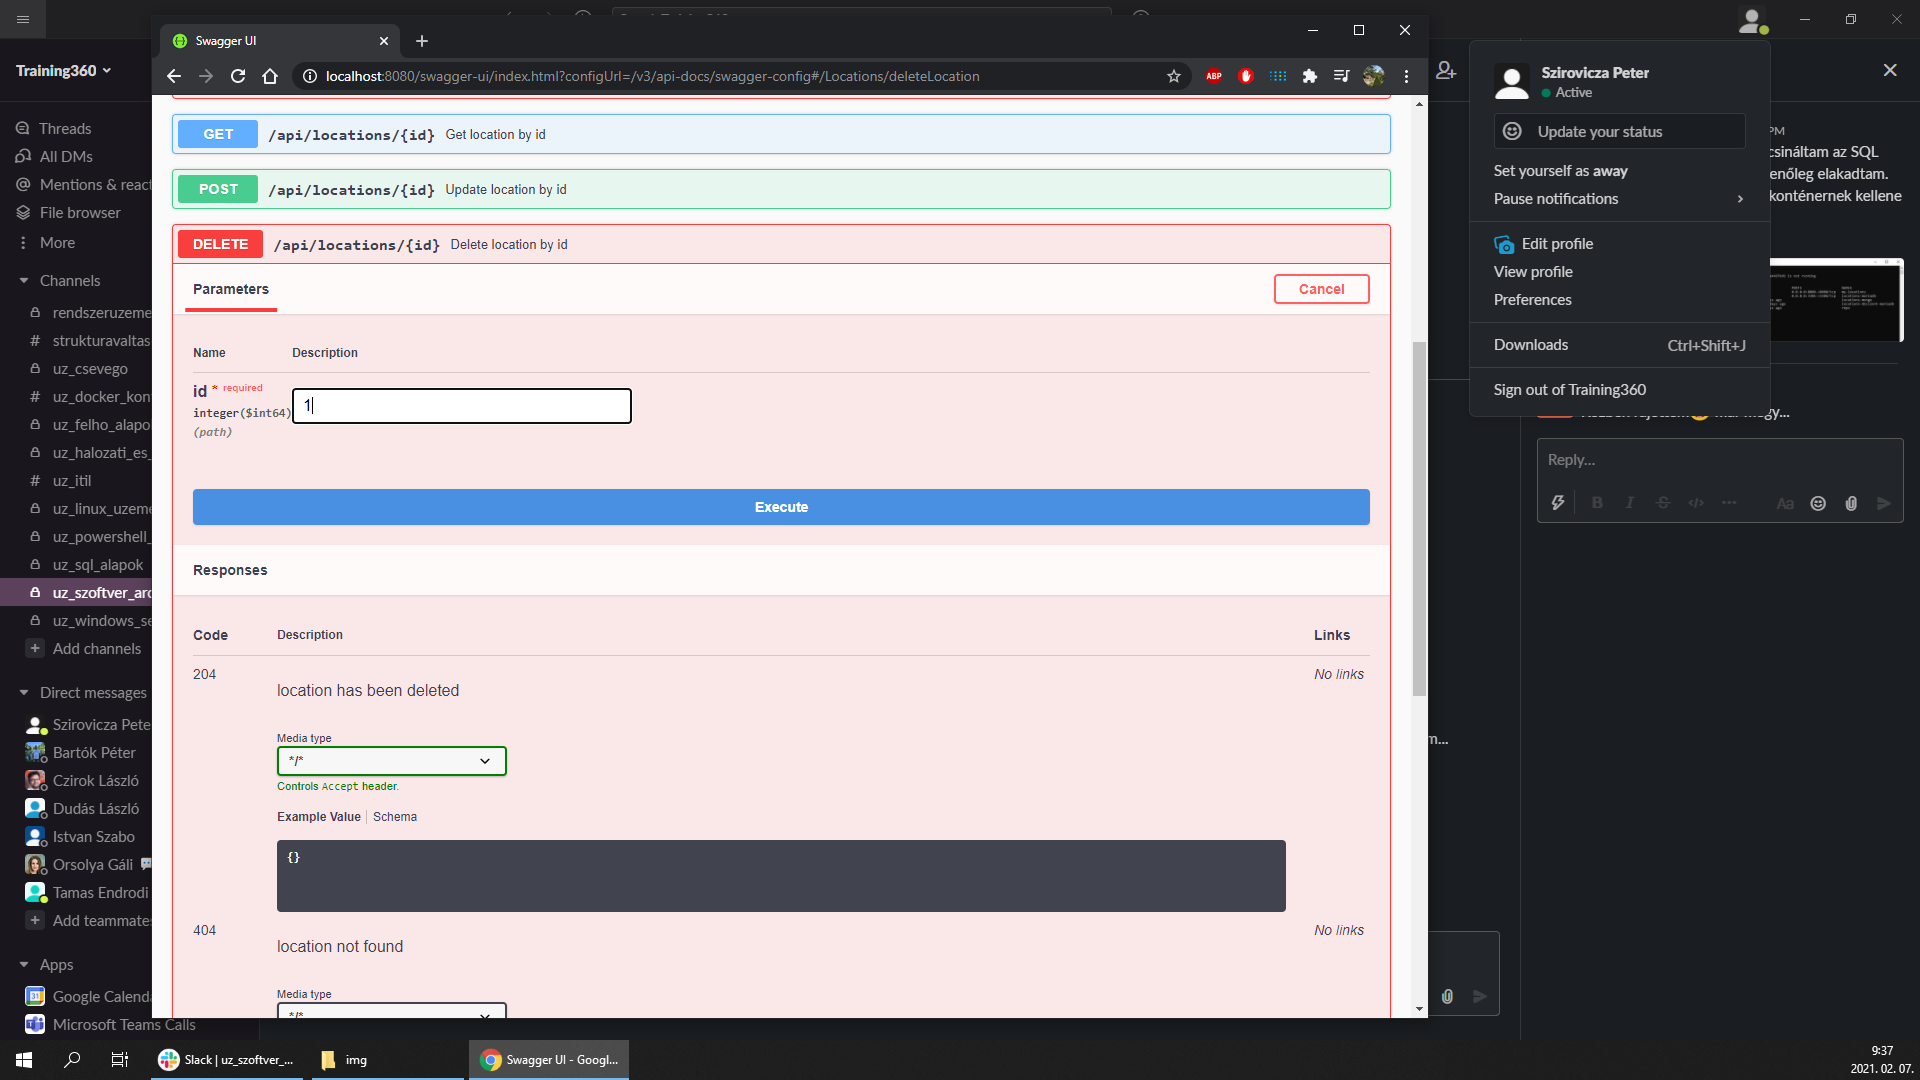 Training360
Threads
All DMs
Mentions & react
File browser
More
Channels
rendszeruzeme
strukturavaltas
uz_csevego
uz_docker_kon
uz_felho_alapo
uz_halozati_es_
uz_itil
uz_linux_uzeme
uz_powershell_
uz_sql_alapok
uz_szoftver_arc
uz_windows_se
Add channels
Direct messages
Szirovicza Pete
Bartók Péter
Czirok László
Dudás László
Istvan Szabo
Orsolya Gáli
Tamas Endrodi
Add teammate
Apps
Google Calenda
Microsoft Teams Calls
Swagger UI
localhost:8080/swagger-ui/index.html?configUrl=/v3/api-docs/swagger-config#/Locations/deleteLocation
ABP
GET /api/locations/{id} Get location by id
POST /api/locations/{id} Update location by id
DELETE /api/locations/{id} Delete location by id
Parameters
Cancel
Name Description
id * required
integer($int64)
(path)
1
Execute
Responses
Code Description Links
204 No links
location has been deleted
Media type
*/*
Controls Accept header.
Example Value Schema
{}
404 No links
location not found
Media type
*/*
Szirovicza Peter
Active
Update your status
Set yourself as away
Pause notifications
Edit profile
View profile
Preferences
Downloads Ctrl+Shift+J
Sign out of Training360
PM
csináltam az SQL
enőleg elakadtam.
konténernek kellene
Reply...
B I S </> ...
Aa
m...
Slack | uz_szoftver_...
img
Swagger UI - Googl...
9:37
2021. 02. 07.